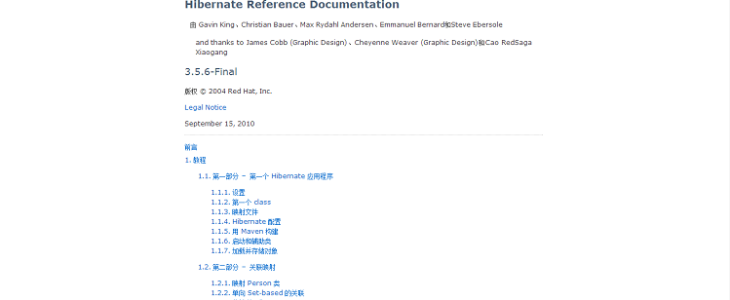 Hibernate Reference Documentation
由 Gavin King、Christian Bauer、Max Rydahl Andersen、Emmanuel Bernard和Steve Ebersole
and thanks to James Cobb (Graphic Design)、Cheyenne Weaver (Graphic Design)和Cao RedSaga
Xiaogang
3.5.6-Final
版权 © 2004 Red Hat, Inc.
Legal Notice
September 15, 2010
前言
1. 教程
1.1. 第一部分 － 第一个 Hibernate 应用程序
1.1.1. 设置
1.1.2. 第一个 class
1.1.3. 映射文件
1.1.4. Hibernate 配置
1.1.5. 用 Maven 构建
1.1.6. 启动和辅助类
1.1.7. 加载并存储对象
1.2. 第二部分 － 关联映射
1.2.1. 映射 Person 类
1.2.2. 单向 Set-based 的关联